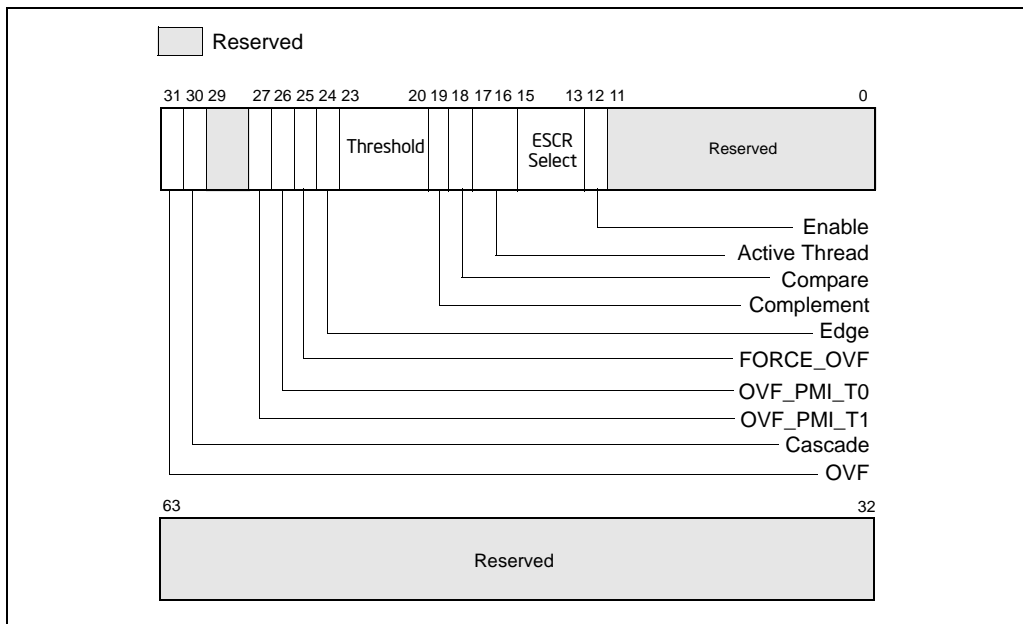 Reserved
31 30 29 27 26 25 24 23 20 19 18 17 16 15 13 12 11 0
Threshold
ESCR
Select
Reserved
Enable
Active Thread
Compare
Complement
Edge
FORCE_OVF
OVF_PMI_T0
OVF_PMI_T1
Cascade
OVF
63 32
Reserved